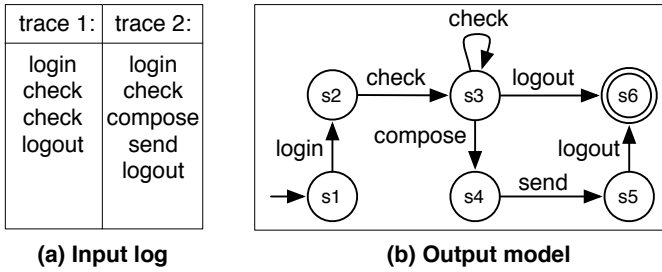 trace 1:
login
check
check
logout
trace 2:
login
check
compose
send
logout
(a) Input log
check
s2
check
s3
logout
s6
login
compose
logout
s1
s4
send
s5
(b) Output model